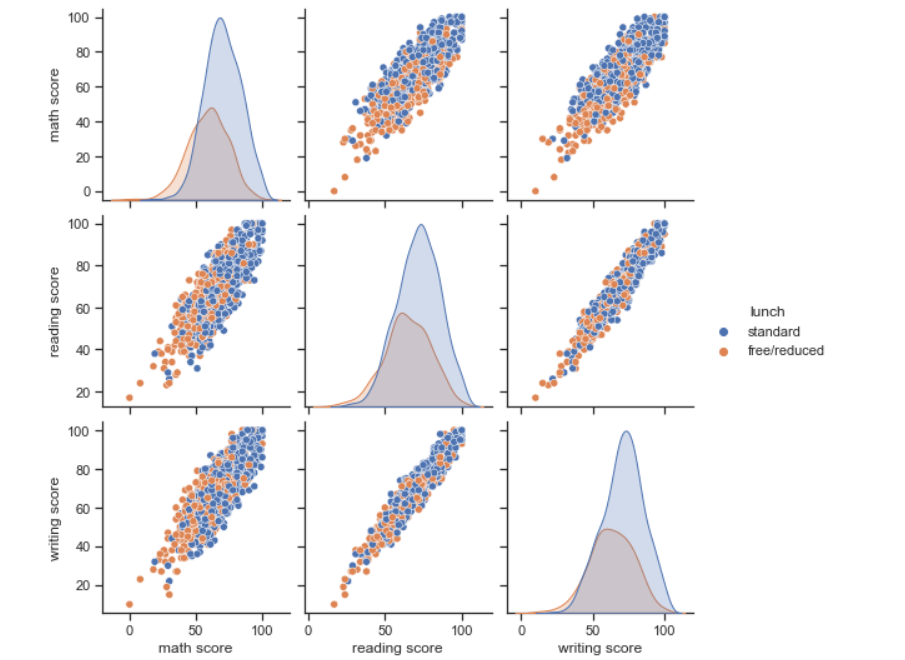 100
80
60
40
20
0
math score
100
80
60
40
20
reading score
lunch
standard
free/reduced
100
80
60
40
20
writing score
0 50 100 0 50 100 0 50 100
math score reading score writing score